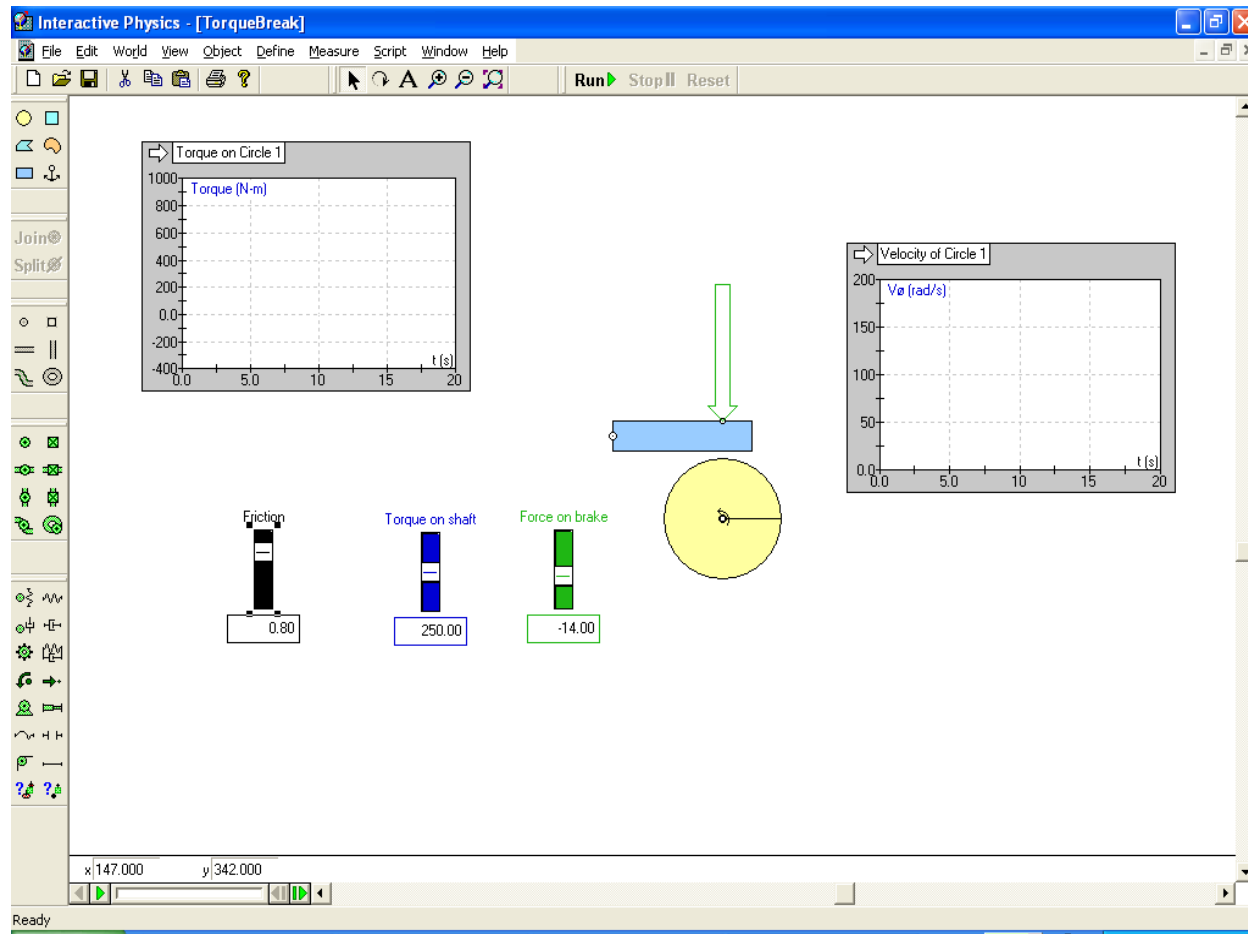 Interactive Physics - [TorqueBreak]
File Edit World View Object Define Measure Script Window Help
A ? Run Stop Reset
Join
Split
Torque on Circle 1
Torque (N-m)
1000
800
600
400
200
0.0
-200
-400
t (s)
0.0 5.0 10 15 20
Velocity of Circle 1
Vø (rad/s)
200
150
100
50
0.0
t (s)
0.0 5.0 10 15 20
Friction
0.80
Torque on shaft
250.00
Force on brake
-14.00
? ?
x 147.000 y 342.000
Ready